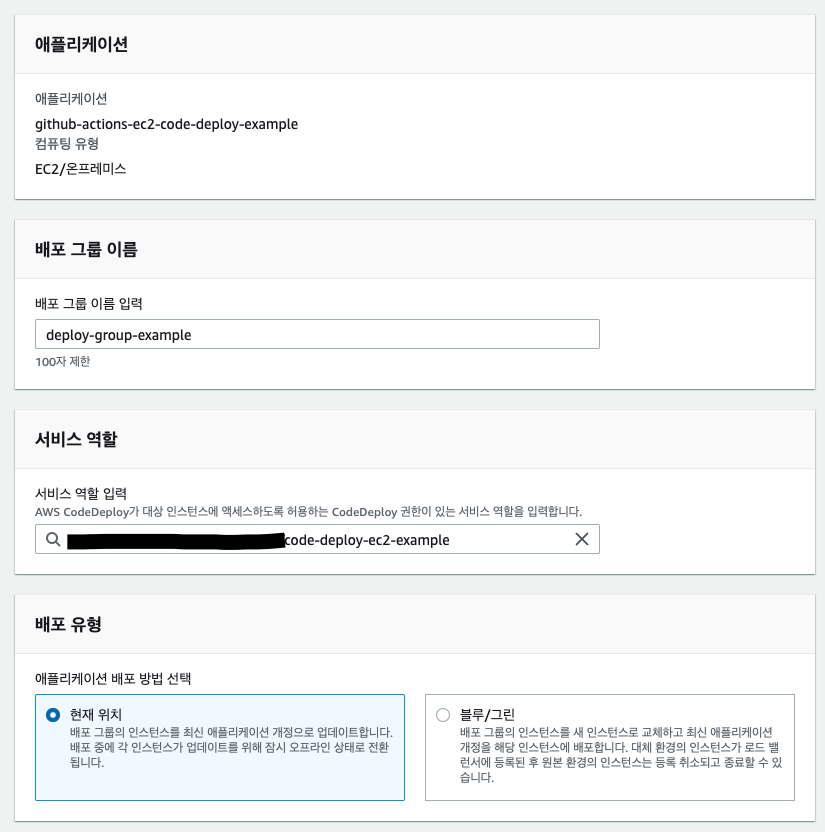 애플리케이션
애플리케이션
github-actions-ec2-code-deploy-example
컴퓨팅 유형
EC2/온프레미스
배포 그룹 이름
배포 그룹 이름 입력
deploy-group-example
100자 제한
서비스 역할
서비스 역할 입력
AWS CodeDeploy가 대상 인스턴스에 액세스하도록 허용하는 CodeDeploy 권한이 있는 서비스 역할을 입력합니다.
code-deploy-ec2-example
배포 유형
애플리케이션 배포 방법 선택
현재 위치
배포 그룹의 인스턴스를 최신 애플리케이션 개정으로 업데이트합니다.
배포 중에 각 인스턴스가 업데이트를 위해 잠시 오프라인 상태로 전환
됩니다.
블루/그린
배포 그룹의 인스턴스를 새 인스턴스로 교체하고 최신 애플리케이션
개정을 해당 인스턴스에 배포합니다. 대체 환경의 인스턴스가 로드 밸
런서에 등록된 후 원본 환경의 인스턴스는 등록 취소되고 종료할 수 있
습니다.